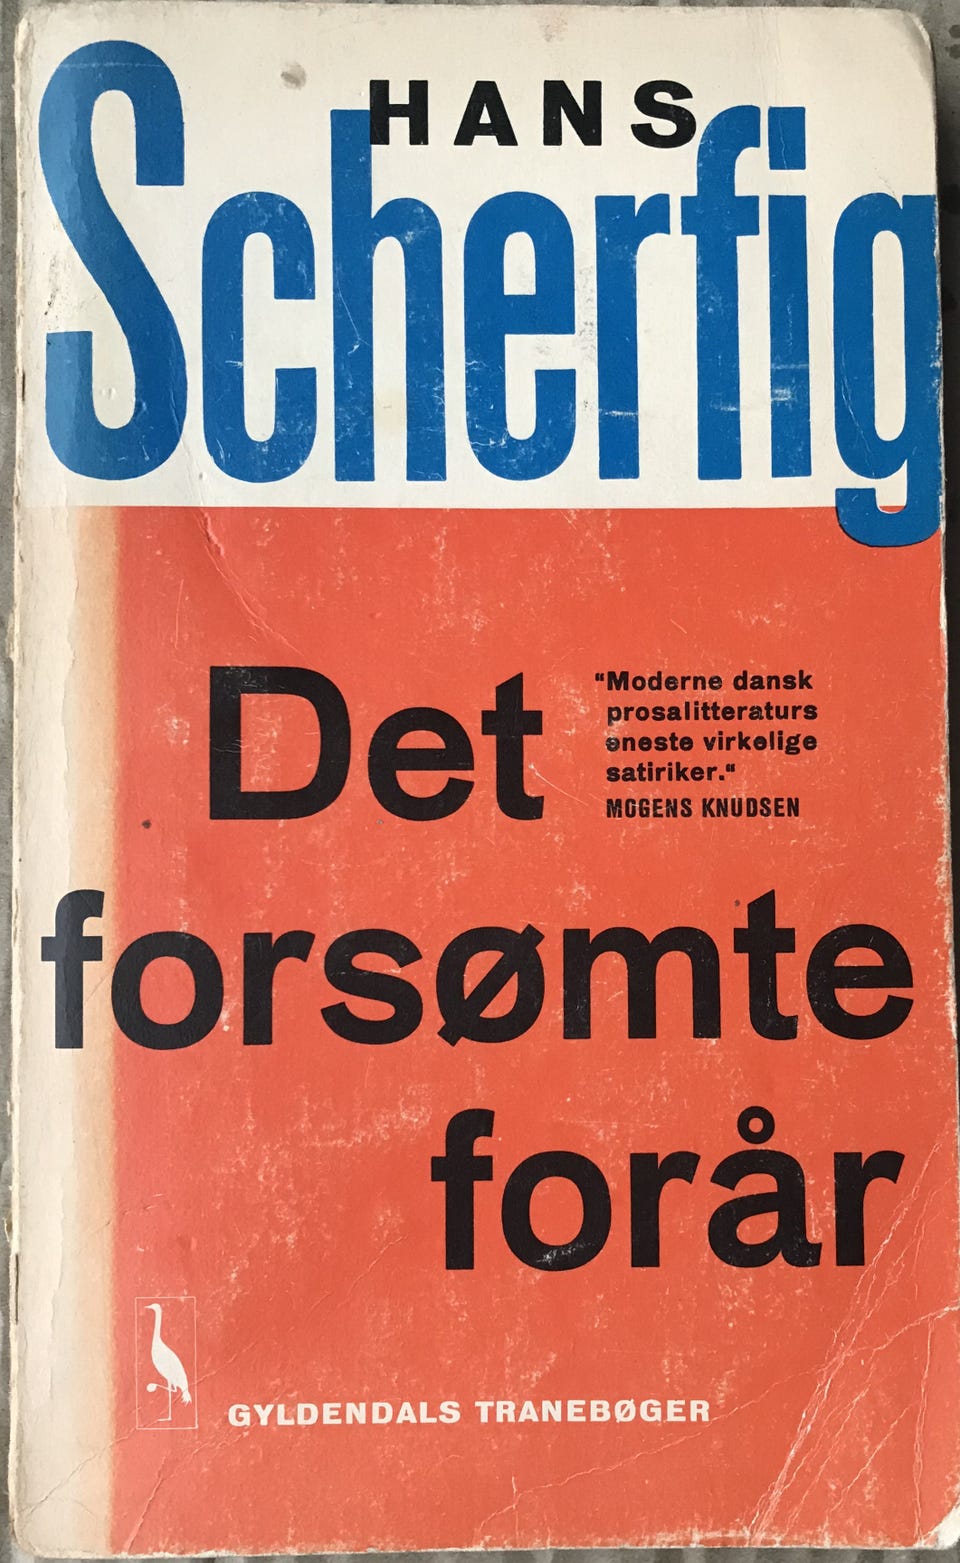 HANS
Scherfig
Det
“Moderne dansk
prosalitteraturs
eneste virkelige
satiriker.“
MOGENS KNUDSEN
forsømte
forår
GYLDENDALS TRANEBØGER